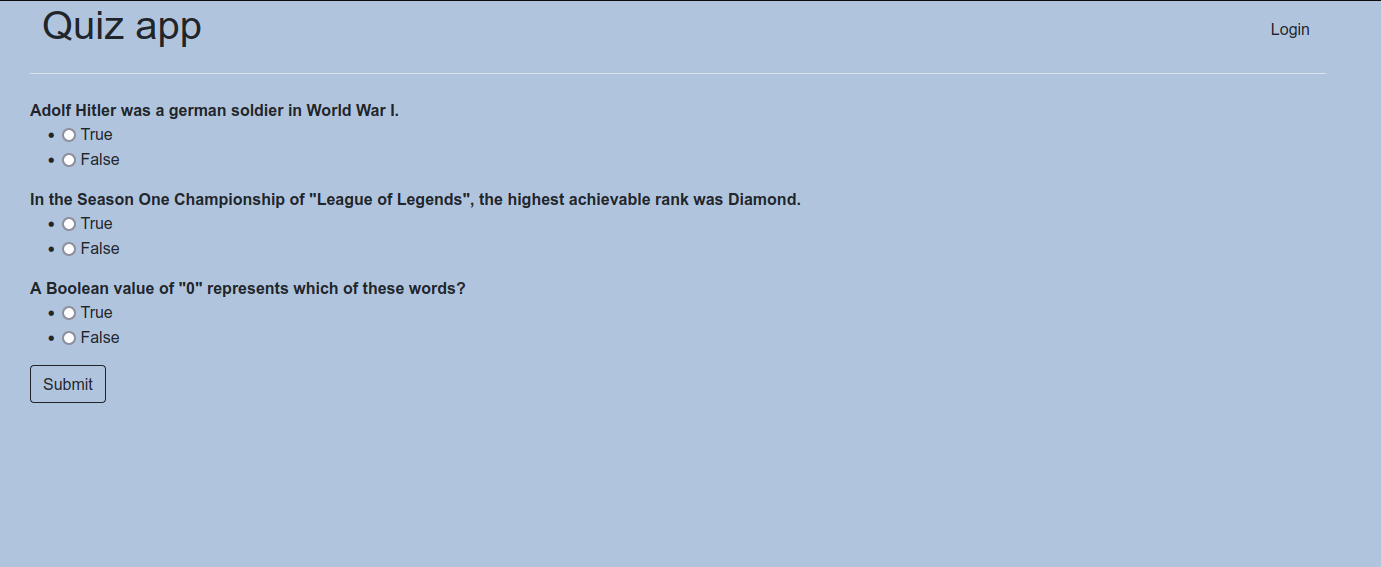 Quiz app
Login
Adolf Hitler was a german soldier in World War I.
True
False
In the Season One Championship of "League of Legends", the highest achievable rank was Diamond.
True
False
A Boolean value of "0" represents which of these words?
True
False
Submit